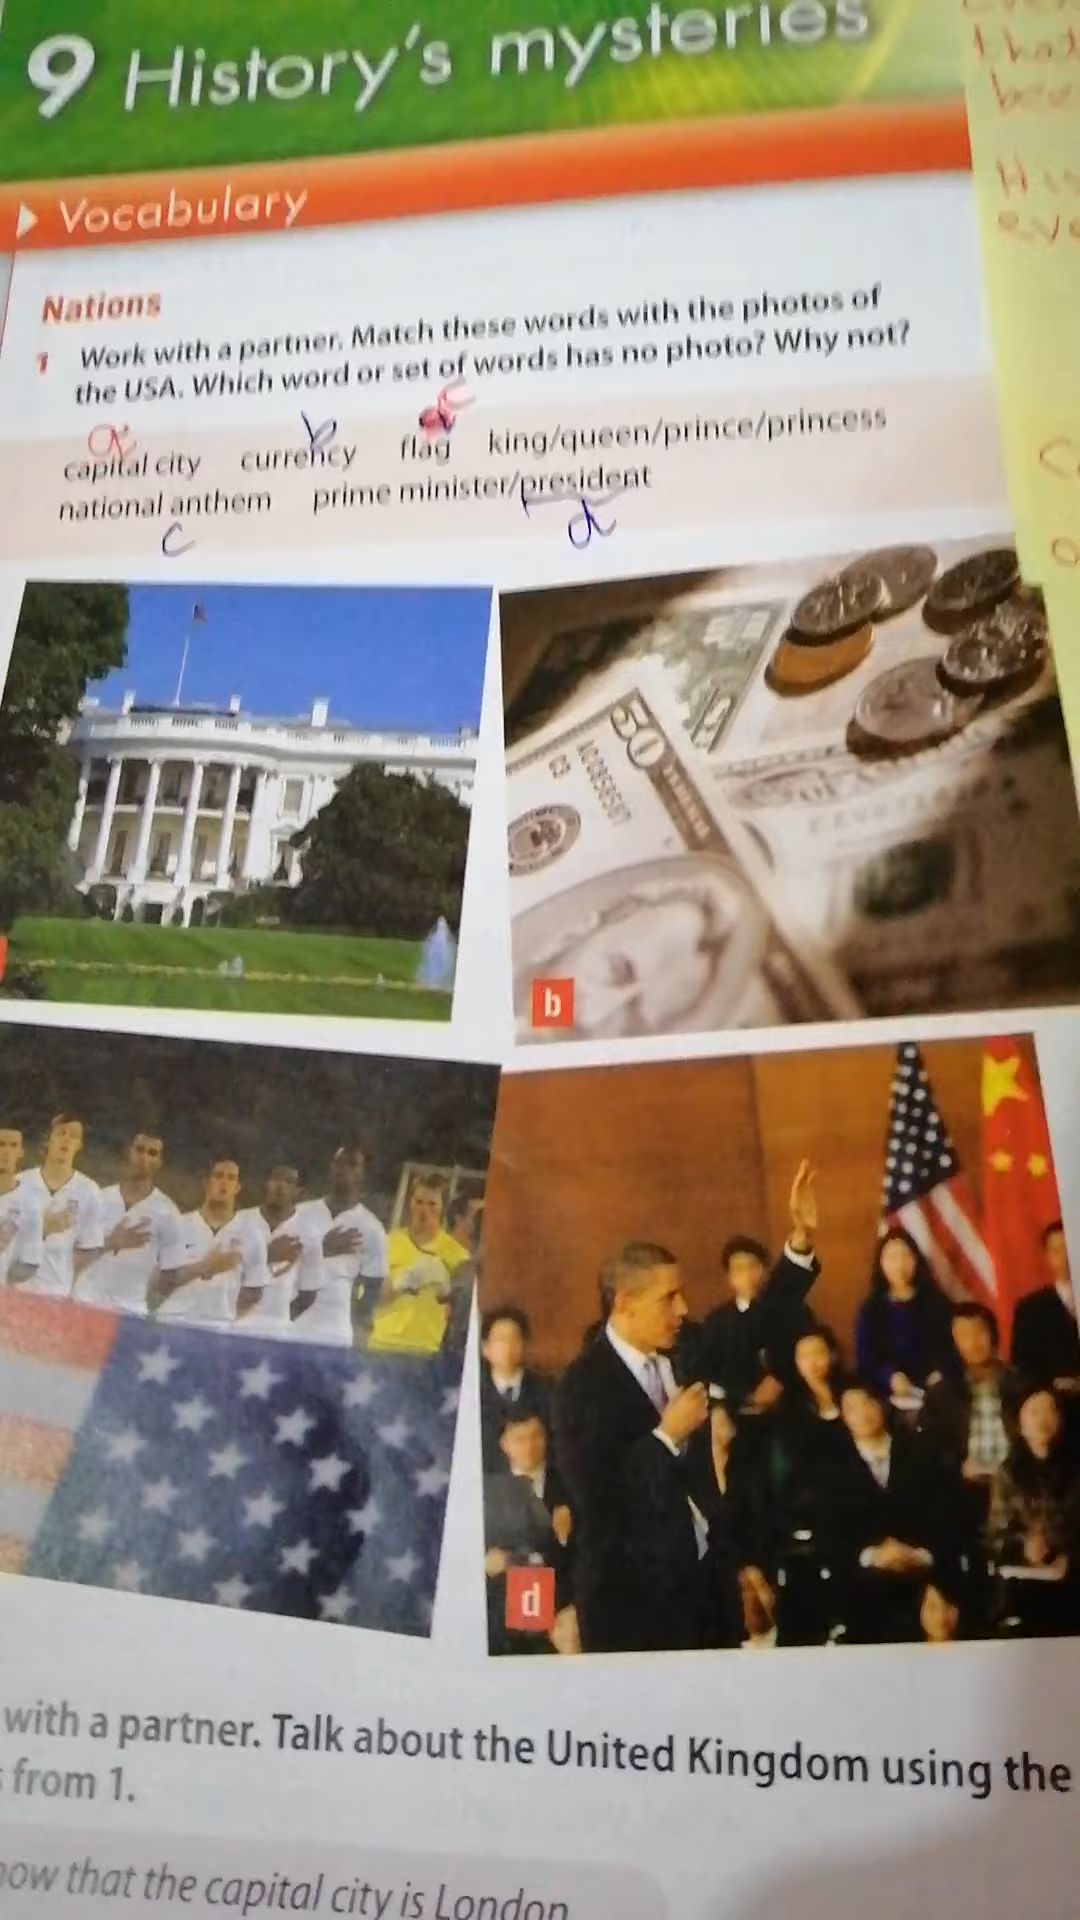 9 History's mysteries
Vocabulary
Nations
1 Work with a partner. Match these words with the photos of
the USA. Which word or set of words has no photo? Why not?
a b c
capital city currency flag king/queen/prince/princess
national anthem prime minister/president
c d
50
b
d
with a partner. Talk about the United Kingdom using the
from 1.
that the capital city is London